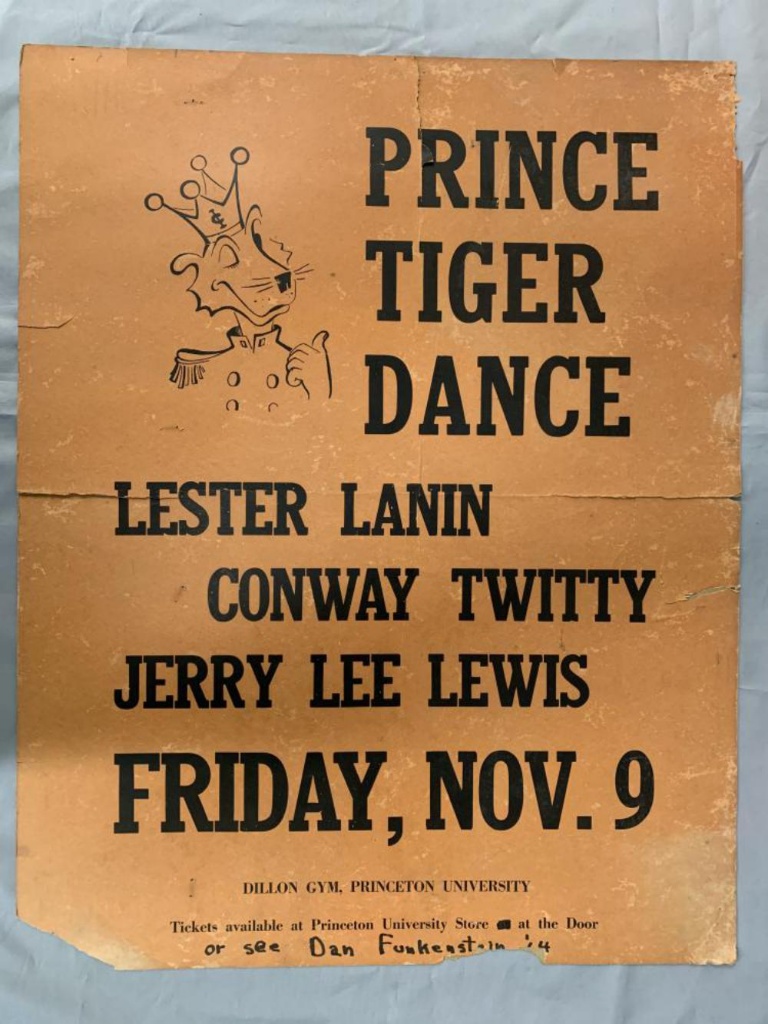 PRINCE
TIGER
DANCE
LESTER LANIN
CONWAY TWITTY
JERRY LEE LEWIS
FRIDAY, NOV. 9
DILLON GYM, PRINCETON UNIVERSITY
Tickets available at Princeton University Store at the Door
or see Dan Funkenstein